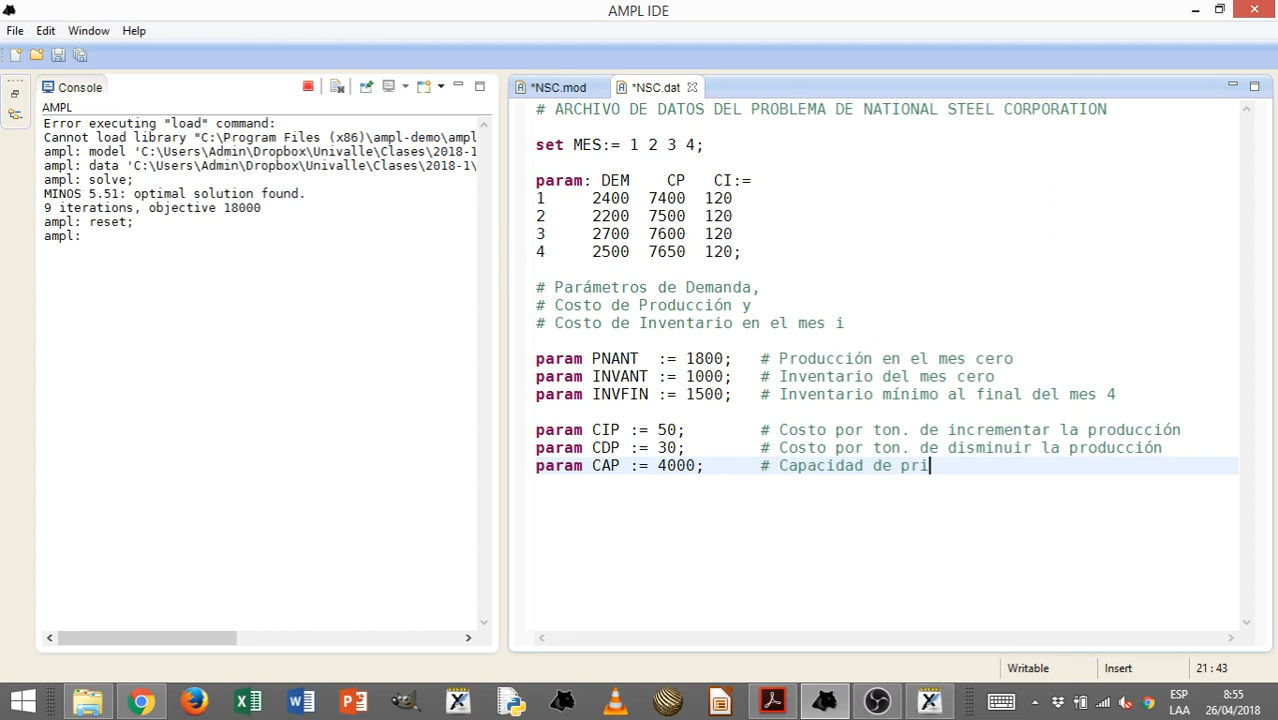 AMPL IDE
File Edit Window Help
Console
AMPL
Error executing "load" command:
Cannot load library "C:\Program Files (x86)\ampl-demo\ampl
ampl: model 'C:\Users\Admin\Dropbox\Univalle\Clases\2018-1
ampl: data 'C:\Users\Admin\Dropbox\Univalle\Clases\2018-1\
ampl: solve;
MINOS 5.51: optimal solution found.
9 iterations, objective 18000
ampl: reset;
ampl:
*NSC.mod *NSC.dat
# ARCHIVO DE DATOS DEL PROBLEMA DE NATIONAL STEEL CORPORATION
set MES:= 1 2 3 4;
param: DEM CP CI:=
1 2400 7400 120
2 2200 7500 120
3 2700 7600 120
4 2500 7650 120;
# Parámetros de Demanda,
# Costo de Producción y
# Costo de Inventario en el mes i
param PNANT := 1800; # Producción en el mes cero
param INVANT := 1000; # Inventario del mes cero
param INVFIN := 1500; # Inventario mínimo al final del mes 4
param CIP := 50; # Costo por ton. de incrementar la producción
param CDP := 30; # Costo por ton. de disminuir la producción
param CAP := 4000; # Capacidad de pri
Writable Insert 21 : 43
ESP
LAA
8:55
26/04/2018